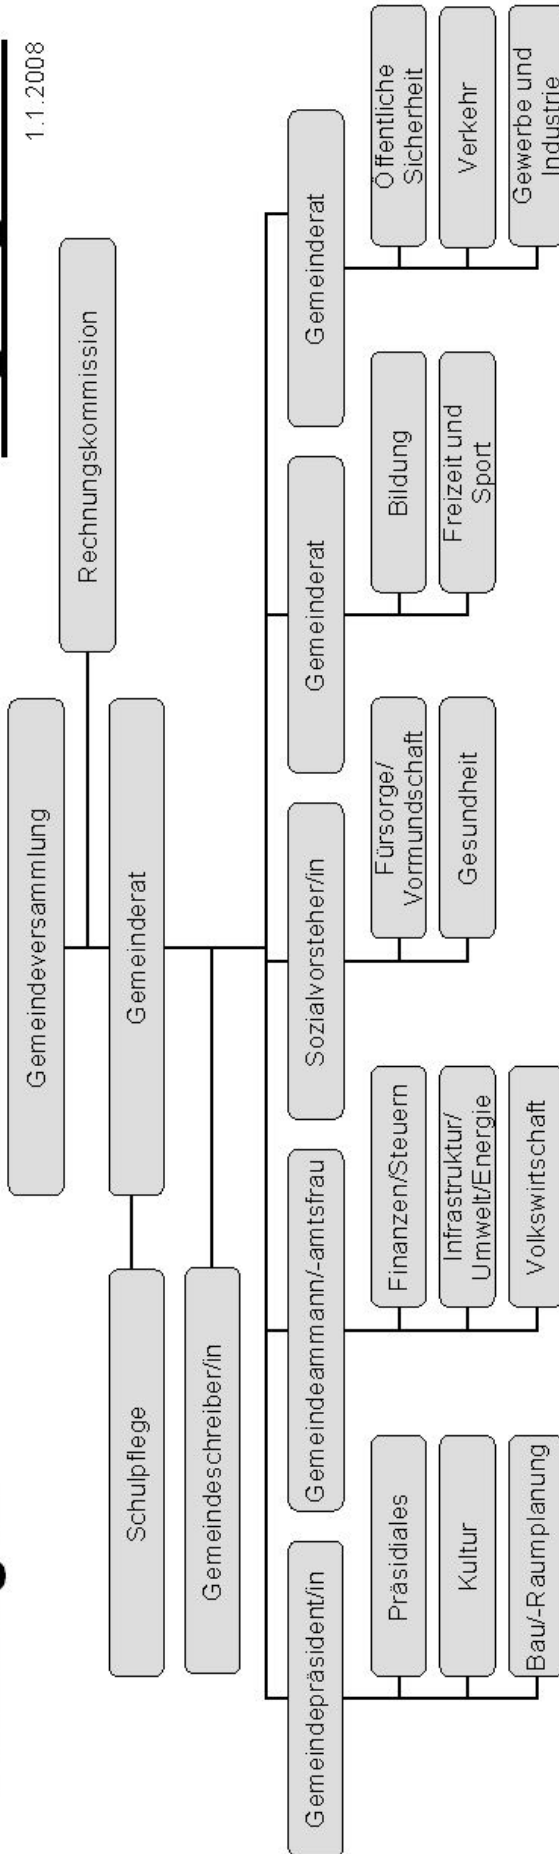 1.1.2008
Gemeindeversammlung
Rechnungskommission
Schulpflege
Gemeinderat
Gemeindeschreiber/in
Gemeindepräsident/in
Gemeindeammann/-amtsfrau
Sozialvorsteher/in
Gemeinderat
Gemeinderat
Präsidiales
Kultur
Bau/-Raumplanung
Finanzen/Steuern
Infrastruktur/
Umwelt/Energie
Volkswirtschaft
Fürsorge/
Vormundschaft
Gesundheit
Bildung
Freizeit und
Sport
Öffentliche
Sicherheit
Verkehr
Gewerbe und
Industrie